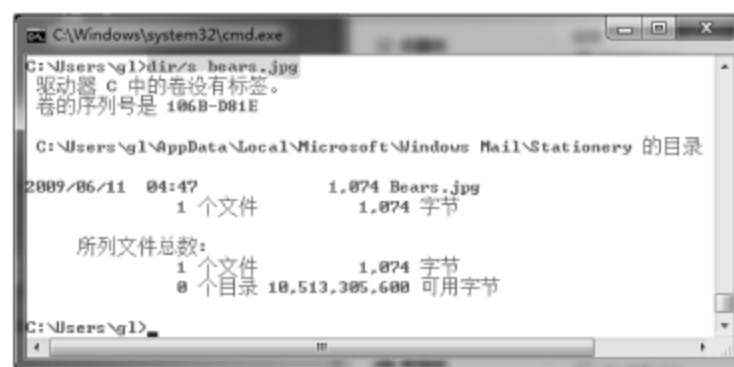 C:\Windows\system32\cmd.exe
C:\Users\gl>dir/s bears.jpg
驱动器 C 中的卷没有标签。
卷的序列号是 106B-D81E
C:\Users\gl\AppData\Local\Microsoft\Windows Mail\Stationery 的目录
2009/06/11  04:47             1,074 Bears.jpg
1 个文件          1,074 字节
所列文件总数:
1 个文件          1,074 字节
0 个目录 10,513,305,600 可用字节
C:\Users\gl>